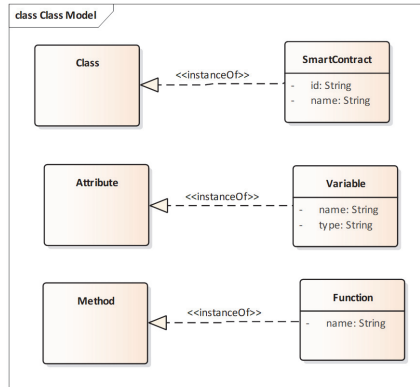 class Class Model
Class
<<instanceOf>>
SmartContract
- id: String
- name: String
Attribute
<<instanceOf>>
Variable
- name: String
- type: String
Method
<<instanceOf>>
Function
- name: String